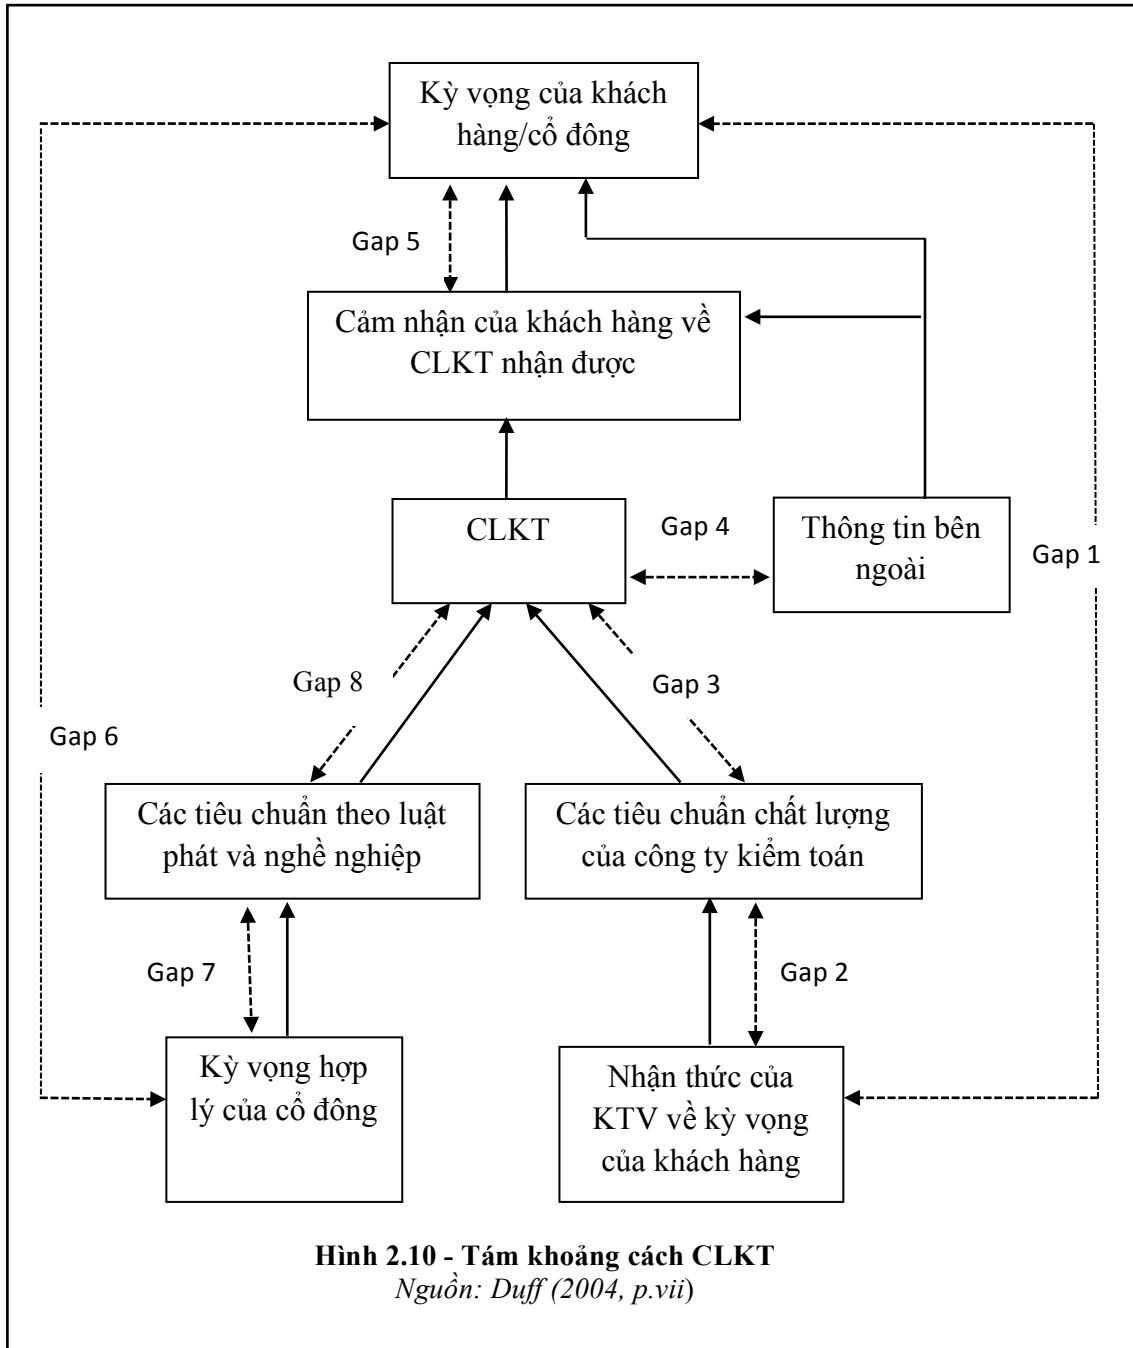 Kỳ vọng của khách
hàng/cổ đông
Gap 5
Cảm nhận của khách hàng về
CLKT nhận được
CLKT
Gap 4
Thông tin bên
ngoài
Gap 1
Gap 8
Gap 3
Gap 6
Các tiêu chuẩn theo luật
phát và nghề nghiệp
Các tiêu chuẩn chất lượng
của công ty kiểm toán
Gap 7
Gap 2
Kỳ vọng hợp
lý của cổ đông
Nhận thức của
KTV về kỳ vọng
của khách hàng
Hình 2.10 - Tám khoảng cách CLKT
Nguồn: Duff (2004, p.vii)